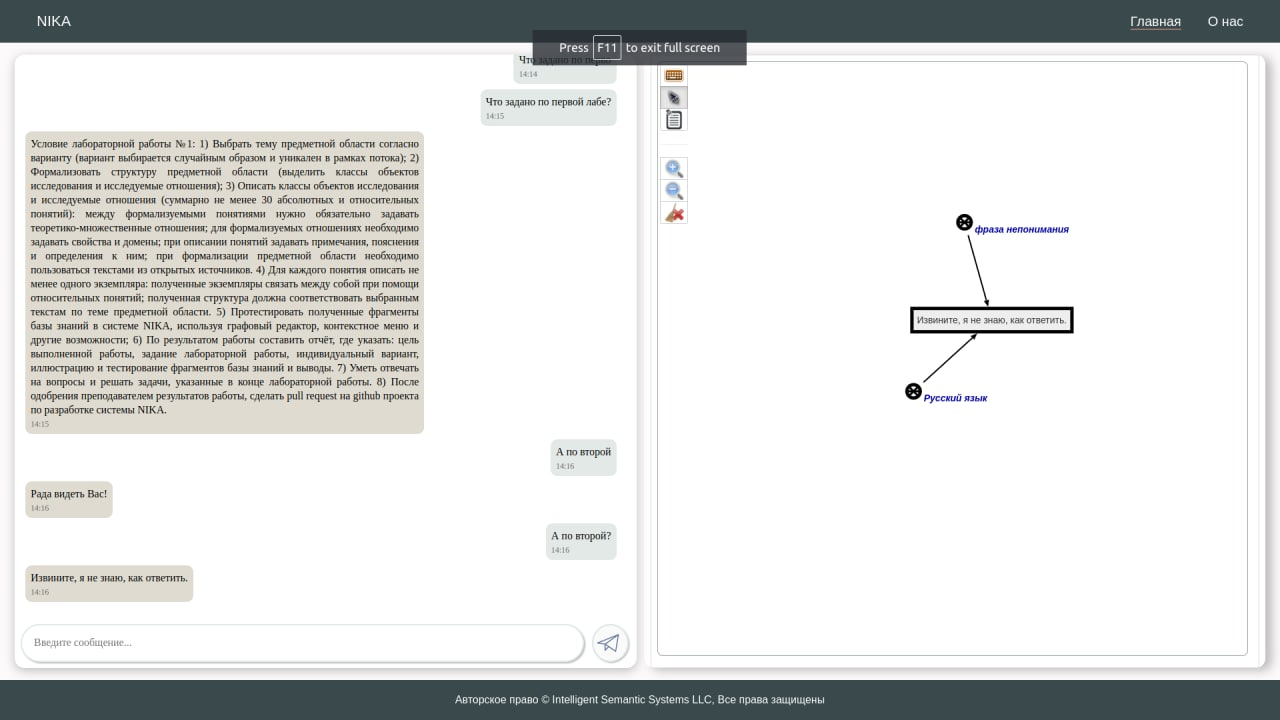 NIKA
Главная
О нас
Press F11 to exit full screen
Что задано по перво
14:14
Что задано по первой лабе?
14:15
Условие лабораторной работы №1: 1) Выбрать тему предметной области согласно
варианту (вариант выбирается случайным образом и уникален в рамках потока); 2)
Формализовать структуру предметной области (выделить классы объектов
исследования и исследуемые отношения); 3) Описать классы объектов исследования
и исследуемые отношения (суммарно не менее 30 абсолютных и относительных
понятий): между формализуемыми понятиями нужно обязательно задавать
теоретико-множественные отношения; для формализуемых отношениях необходимо
задавать свойства и домены; при описании понятий задавать примечания, пояснения
и определения к ним; при формализации предметной области необходимо
пользоваться текстами из открытых источников. 4) Для каждого понятия описать не
менее одного экземпляра: полученные экземпляры связать между собой при помощи
относительных понятий; полученная структура должна соответствовать выбранным
текстам по теме предметной области. 5) Протестировать полученные фрагменты
базы знаний в системе NIKA, используя графовый редактор, контекстное меню и
другие возможности; 6) По результатом работы составить отчёт, где указать: цель
выполненной работы, задание лабораторной работы, индивидуальный вариант,
иллюстрацию и тестирование фрагментов базы знаний и выводы. 7) Уметь отвечать
на вопросы и решать задачи, указанные в конце лабораторной работы. 8) После
одобрения преподавателем результатов работы, сделать pull request на github проекта
по разработке системы NIKA.
14:15
А по второй
14:16
Рада видеть Вас!
14:16
А по второй?
14:16
Извините, я не знаю, как ответить.
14:16
Введите сообщение...
фраза непонимания
Извините, я не знаю, как ответить.
Русский язык
Авторское право © Intelligent Semantic Systems LLC, Все права защищены